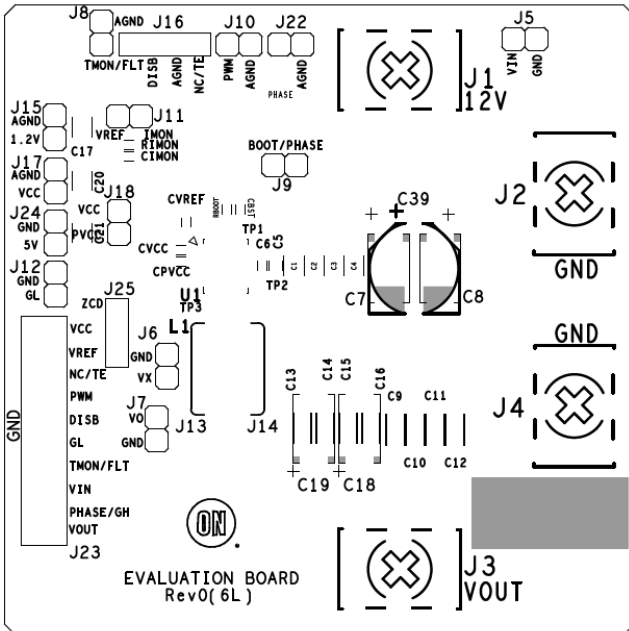 J8
AGND
J16
J10
J22
J5
TMON/FLT
DISB
AGND
NC/TE
PWM
AGND
PHASE
AGND
VIN
GND
J1
12V
J15
AGND
1.2V
C17
J11
VREF
IMON
RIMON
CIMON
BOOT/PHASE
J9
J17
AGND
VCC
C20
J18
VCC
PVCC
C21
J24
GND
5V
J12
GND
GL
CVREF
RBOOT
CBST
TP1
C6
C5
CVCC
CPVCC
TP2
C1
C2
C3
C4
C39
C7
C8
J2
GND
U1
TP3
L1
J25
ZCD
J6
GND
VX
J7
VO
GND
J13
J14
GND
VCC
VREF
NC/TE
PWM
DISB
GL
TMON/FLT
VIN
PHASE/GH
VOUT
J23
C13
C14
C15
C16
C9
C11
C10
C12
C19
C18
GND
J4
ON
J3
VOUT
EVALUATION BOARD
Rev0(6L)